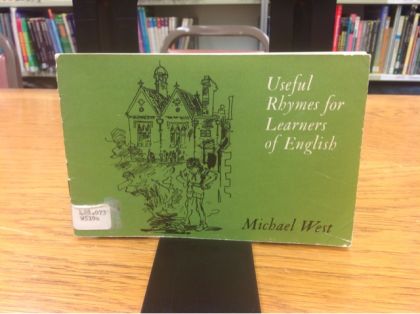 Useful
Rhymes for
Learners
of English
Michael West